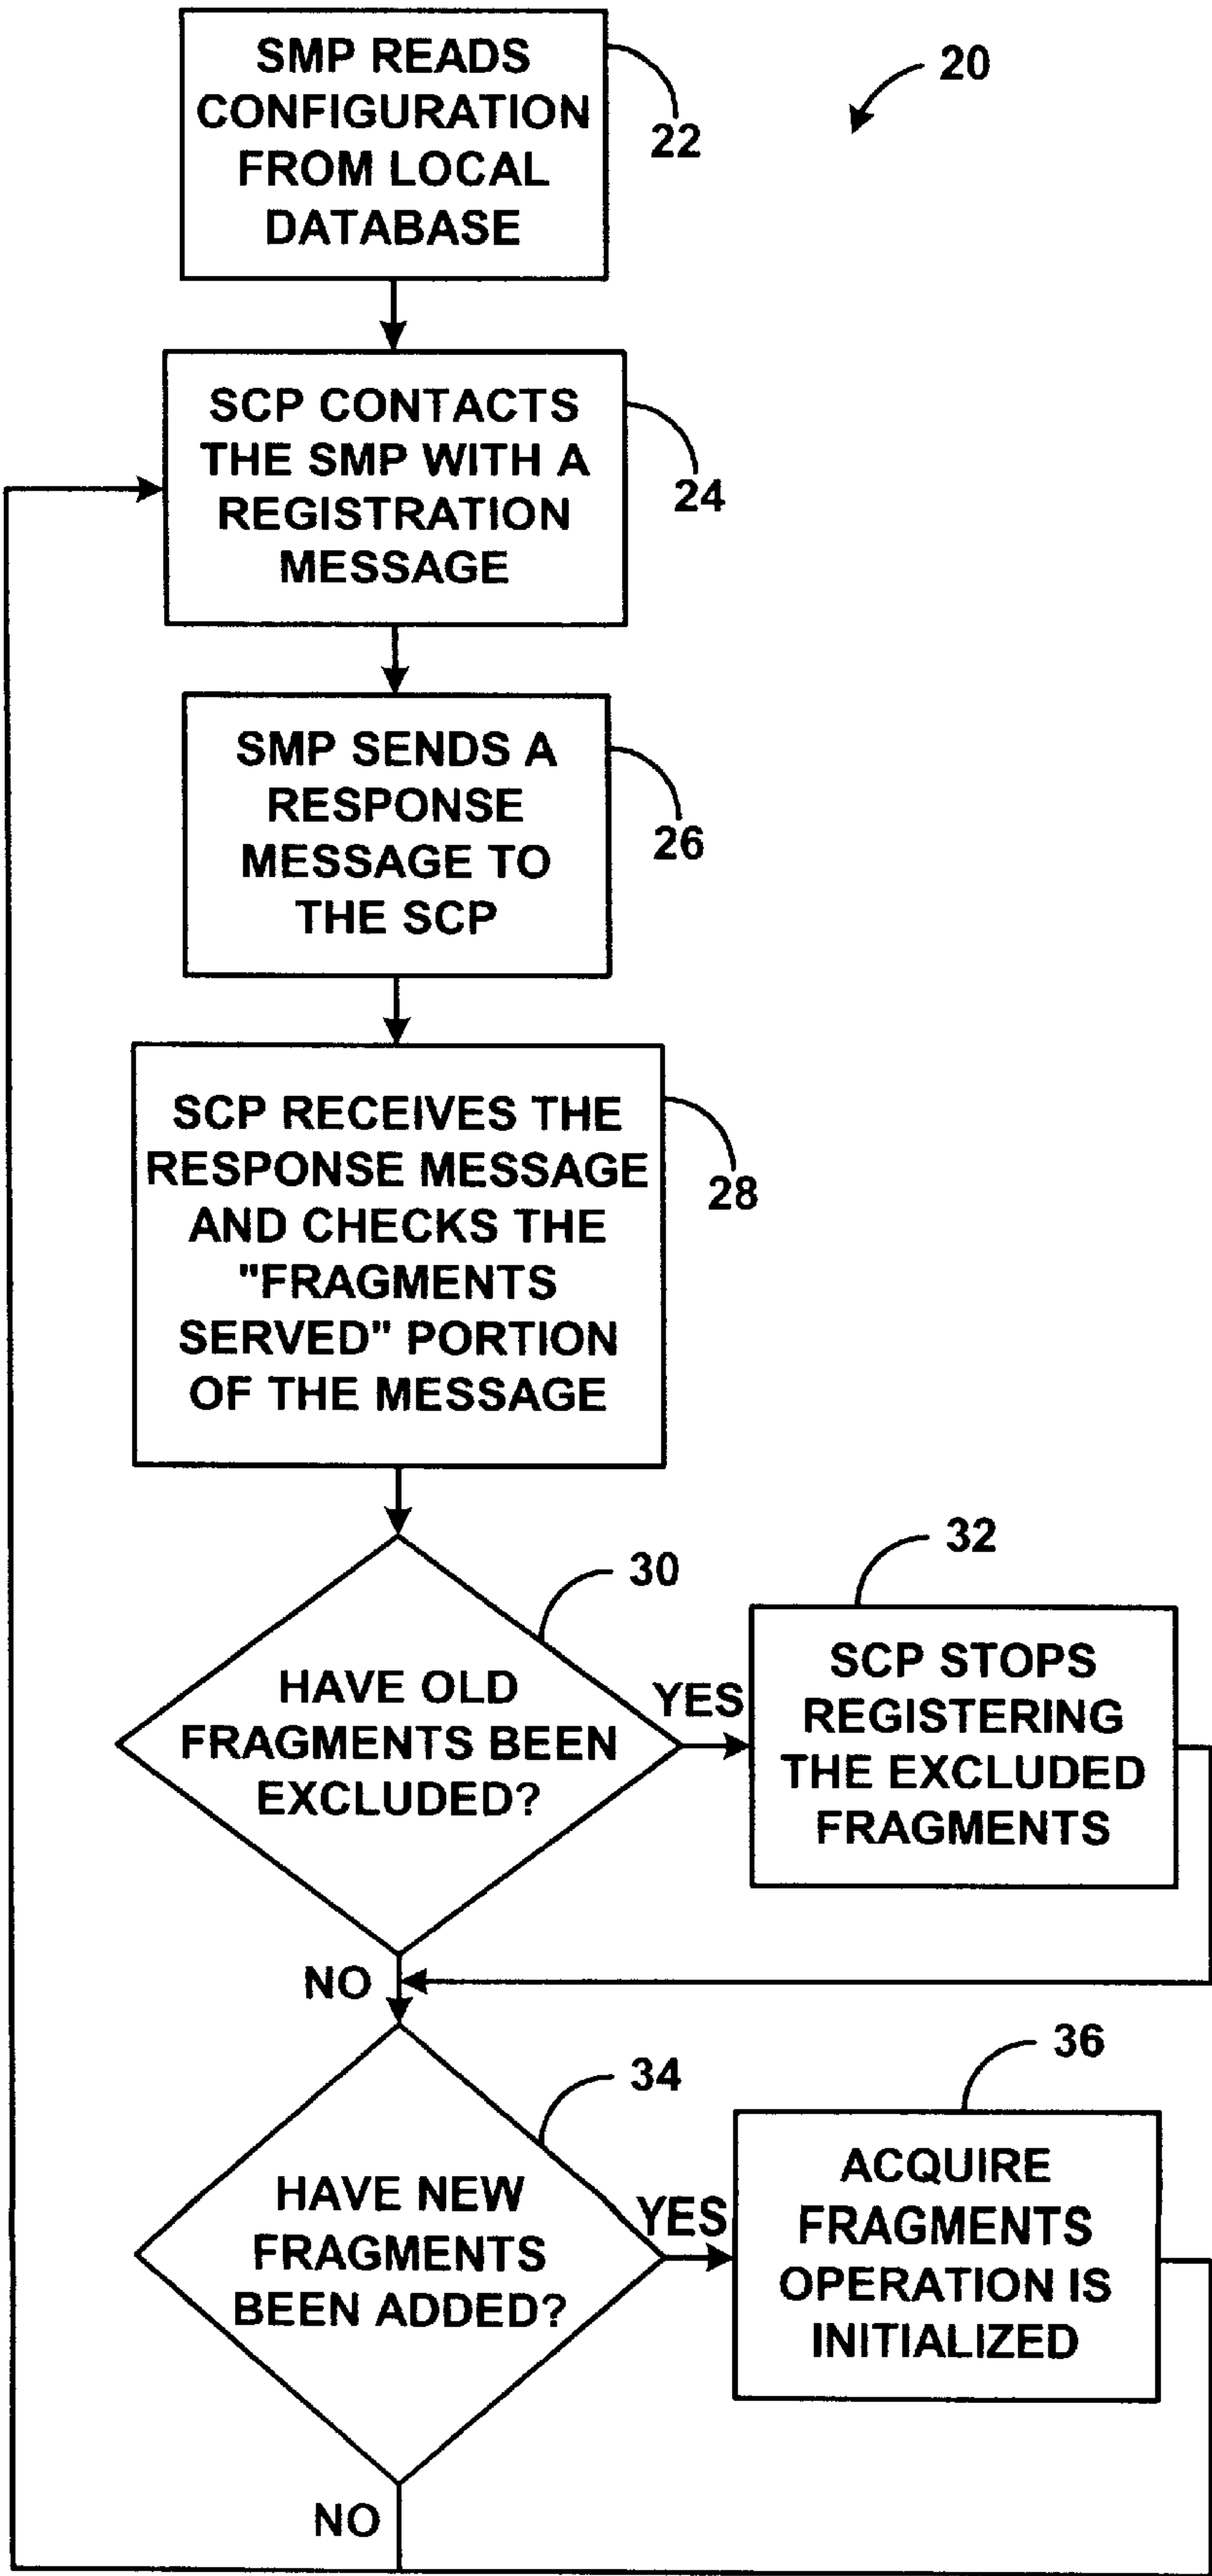 SMP READS
CONFIGURATION
FROM LOCAL
DATABASE
22
20
SCP CONTACTS
THE SMP WITH A
REGISTRATION
MESSAGE
24
SMP SENDS A
RESPONSE
MESSAGE TO
THE SCP
26
SCP RECEIVES THE
RESPONSE MESSAGE
AND CHECKS THE
"FRAGMENTS
SERVED" PORTION
OF THE MESSAGE
28
30
HAVE OLD
FRAGMENTS BEEN
EXCLUDED?
YES
32
SCP STOPS
REGISTERING
THE EXCLUDED
FRAGMENTS
NO
34
HAVE NEW
FRAGMENTS
BEEN ADDED?
YES
36
ACQUIRE
FRAGMENTS
OPERATION IS
INITIALIZED
NO